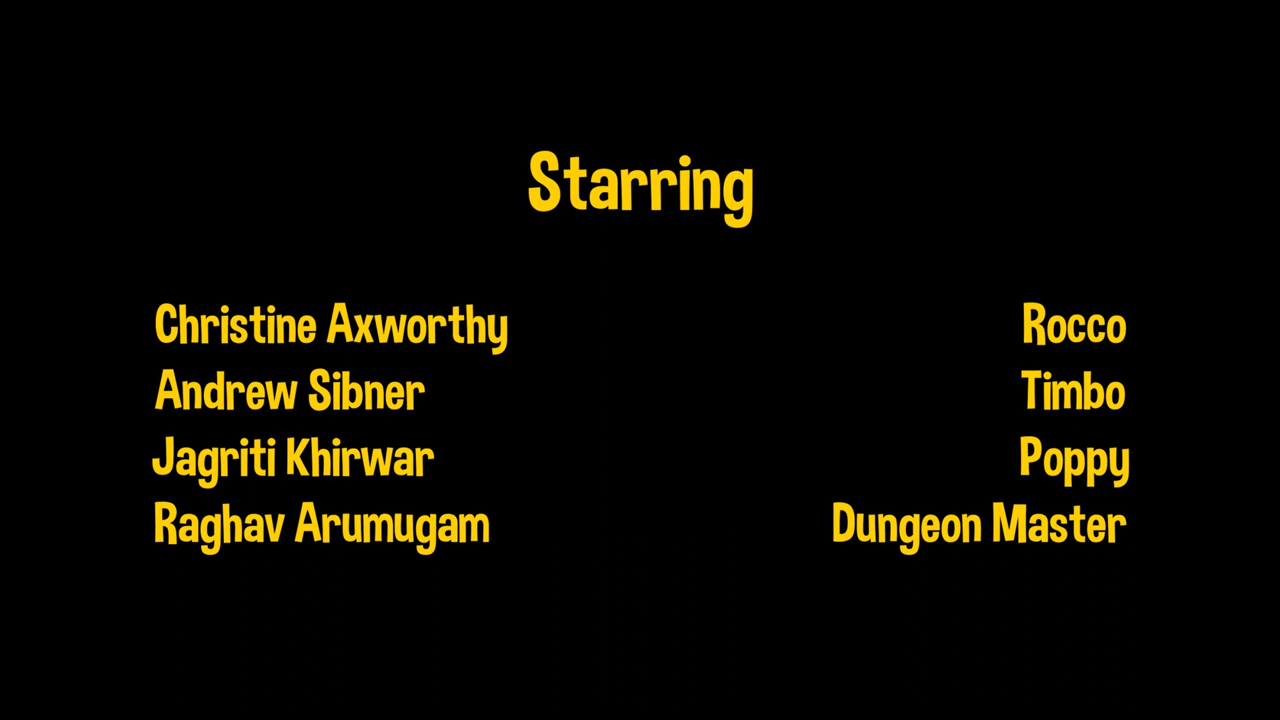 Starring
Christine Axworthy Rocco
Andrew Sibner Timbo
Jagriti Khirwar Poppy
Raghav Arumugam Dungeon Master